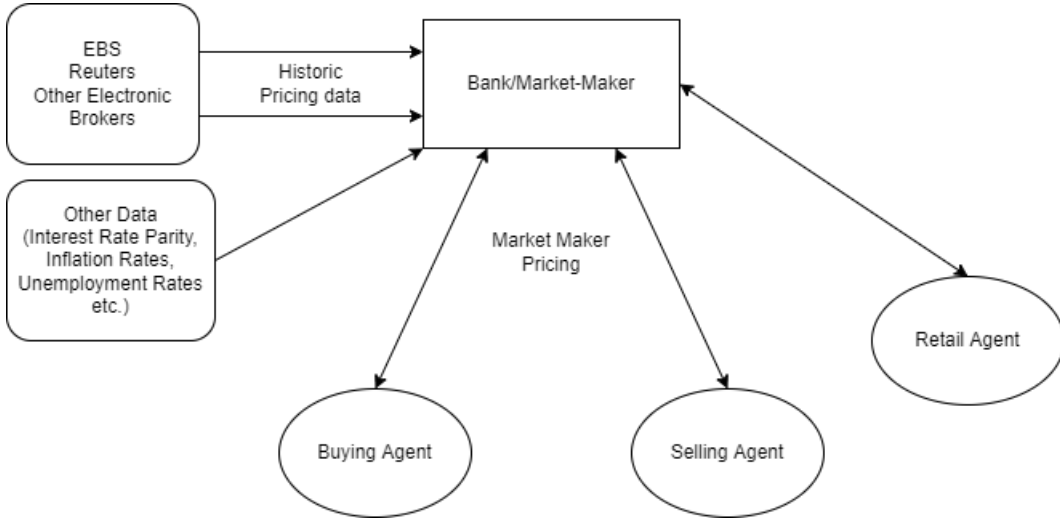 EBS
Reuters
Other Electronic
Brokers
Historic
Pricing data
Bank/Market-Maker
Other Data
(Interest Rate Parity,
Inflation Rates,
Unemployment Rates
etc.)
Market Maker
Pricing
Retail Agent
Buying Agent
Selling Agent